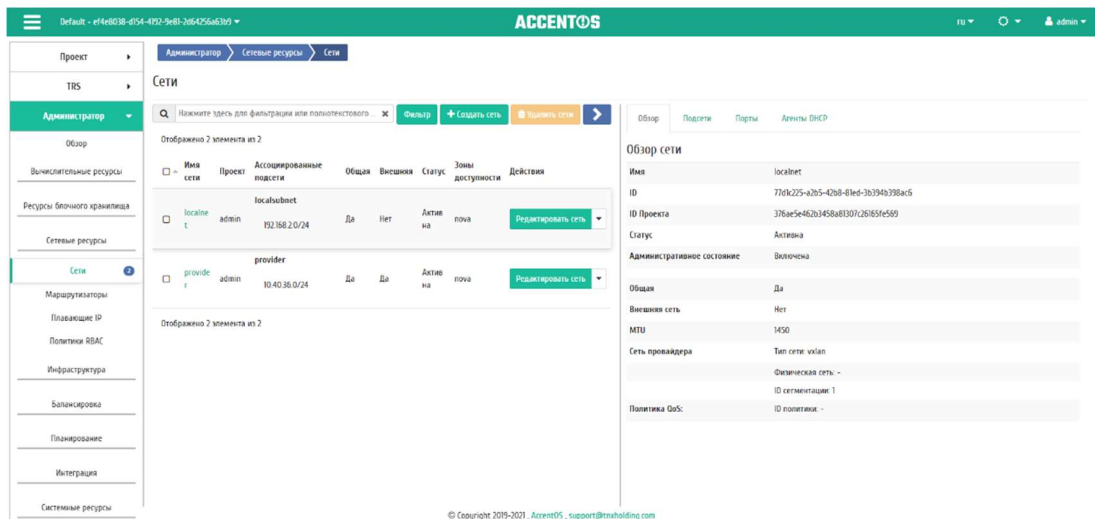 Default - ef4e8038-d154-4192-9e81-2d64256a63b9
ACCENTOS
ru
admin
Проект
TRS
Администратор
Обзор
Вычислительные ресурсы
Ресурсы блочного хранилища
Сетевые ресурсы
Сети 2
Маршрутизаторы
Плавающие IP
Политики RBAC
Инфраструктура
Балансировка
Планирование
Интеграция
Системные ресурсы
Администратор Сетевые ресурсы Сети
Сети
Нажмите здесь для фильтрации или полнотекстового ... Фильтр + Создать сеть Удалить сети
Отображено 2 элемента из 2
Имя сети Проект Ассоциированные подсети Общая Внешняя Статус Зоны доступности Действия
localnet admin localsubnet 192.168.2.0/24 Да Нет Активна nova Редактировать сеть
provider admin provider 10.40.36.0/24 Да Да Активна nova Редактировать сеть
Отображено 2 элемента из 2
Обзор Подсети Порты Агенты DHCP
Обзор сети
Имя localnet
ID 77d1c225-a2b5-42b8-81ed-3b394b398ac6
ID Проекта 376ae5e462b3458a81307c26165fe569
Статус Активна
Административное состояние Включена
Общая Да
Внешняя сеть Нет
MTU 1450
Сеть провайдера Тип сети: vxlan
Физическая сеть: -
ID сегментации: 1
Политика QoS: ID политики: -
© Copyright 2019-2021 , AccentOS , support@tnxholding.com